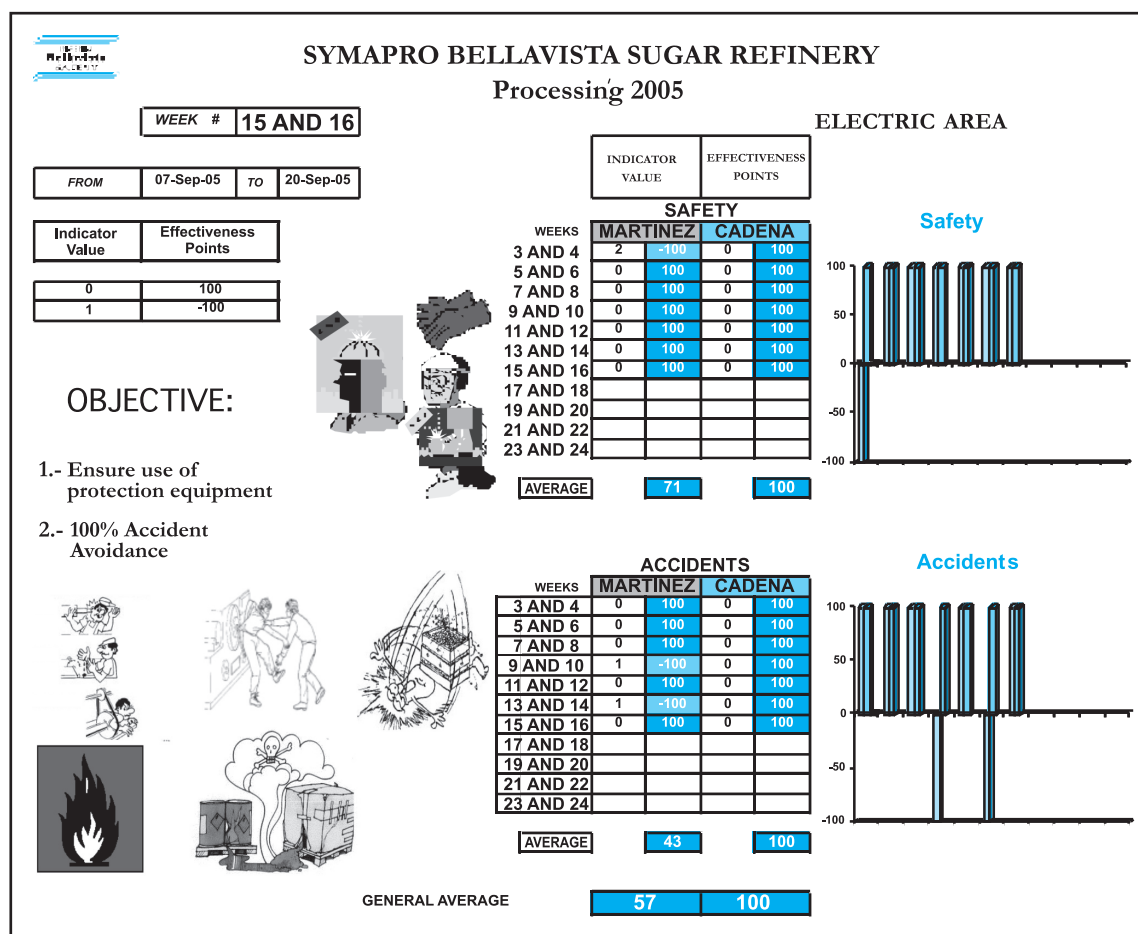 SYMAPRO BELLAVISTA SUGAR REFINERY
Processing 2005
WEEK # 15 AND 16
ELECTRIC AREA
FROM 07-Sep-05 TO 20-Sep-05
INDICATOR VALUE EFFECTIVENESS POINTS
Indicator Value Effectiveness Points
0 100
1 -100
OBJECTIVE:
1.- Ensure use of
protection equipment
2.- 100% Accident
Avoidance
SAFETY
WEEKS MARTINEZ CADENA
3 AND 4 2 -100 0 100
5 AND 6 0 100 0 100
7 AND 8 0 100 0 100
9 AND 10 0 100 0 100
11 AND 12 0 100 0 100
13 AND 14 0 100 0 100
15 AND 16 0 100 0 100
17 AND 18
19 AND 20
21 AND 22
23 AND 24
AVERAGE 71 100
Safety
100
50
0
-50
-100
ACCIDENTS
WEEKS MARTINEZ CADENA
3 AND 4 0 100 0 100
5 AND 6 0 100 0 100
7 AND 8 0 100 0 100
9 AND 10 1 -100 0 100
11 AND 12 0 100 0 100
13 AND 14 1 -100 0 100
15 AND 16 0 100 0 100
17 AND 18
19 AND 20
21 AND 22
23 AND 24
AVERAGE 43 100
Accidents
100
50
0
-50
-100
GENERAL AVERAGE 57 100